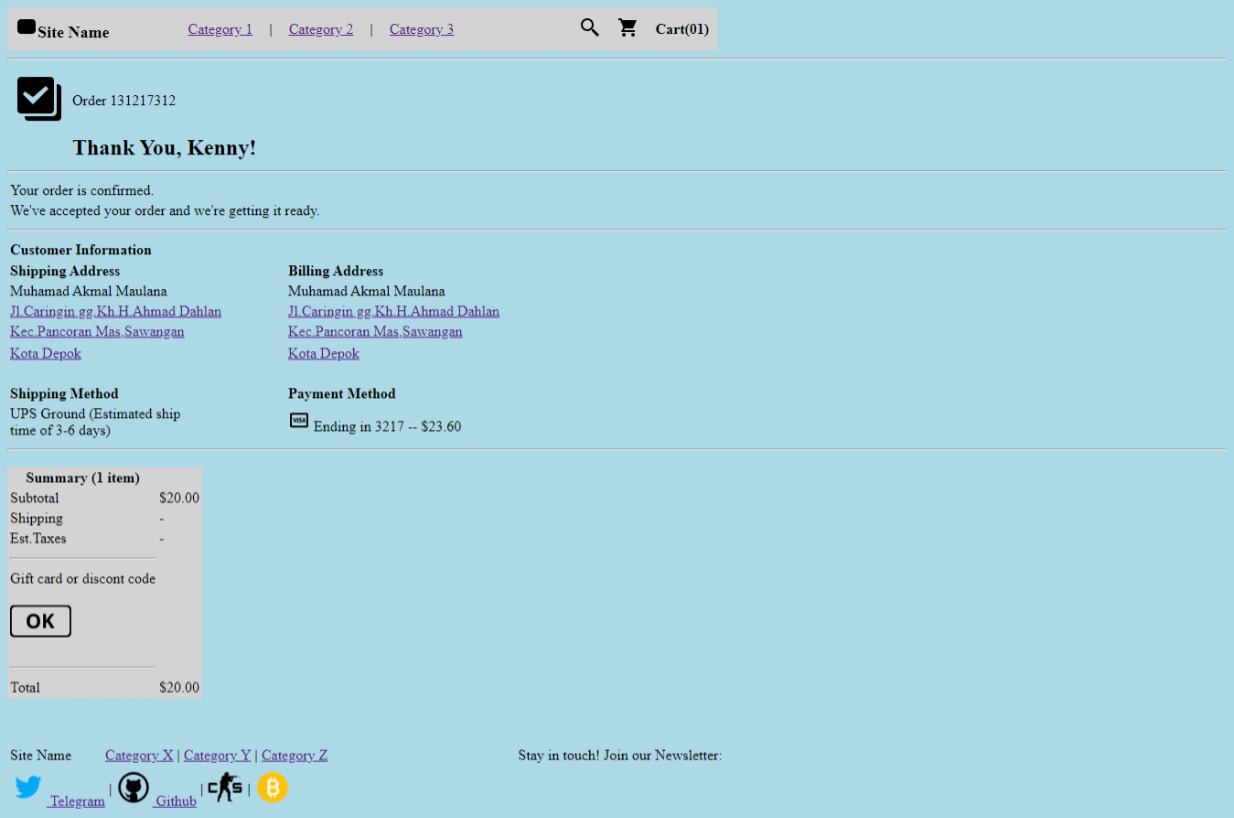 Site Name Category 1 | Category 2 | Category 3 Cart(01)
Order 131217312
Thank You, Kenny!
Your order is confirmed.
We've accepted your order and we're getting it ready.
Customer Information
Shipping Address Billing Address
Muhamad Akmal Maulana Muhamad Akmal Maulana
Jl.Caringin gg,Kh.H.Ahmad Dahlan Jl.Caringin gg,Kh.H.Ahmad Dahlan
Kec.Pancoran Mas,Sawangan Kec.Pancoran Mas,Sawangan
Kota Depok Kota Depok
Shipping Method Payment Method
UPS Ground (Estimated ship
time of 3-6 days)
VISA Ending in 3217 -- $23.60
Summary (1 item)
Subtotal $20.00
Shipping -
Est.Taxes -
Gift card or discont code
OK
Total $20.00
Site Name Category X | Category Y | Category Z Stay in touch! Join our Newsletter:
Telegram | Github | CS | B